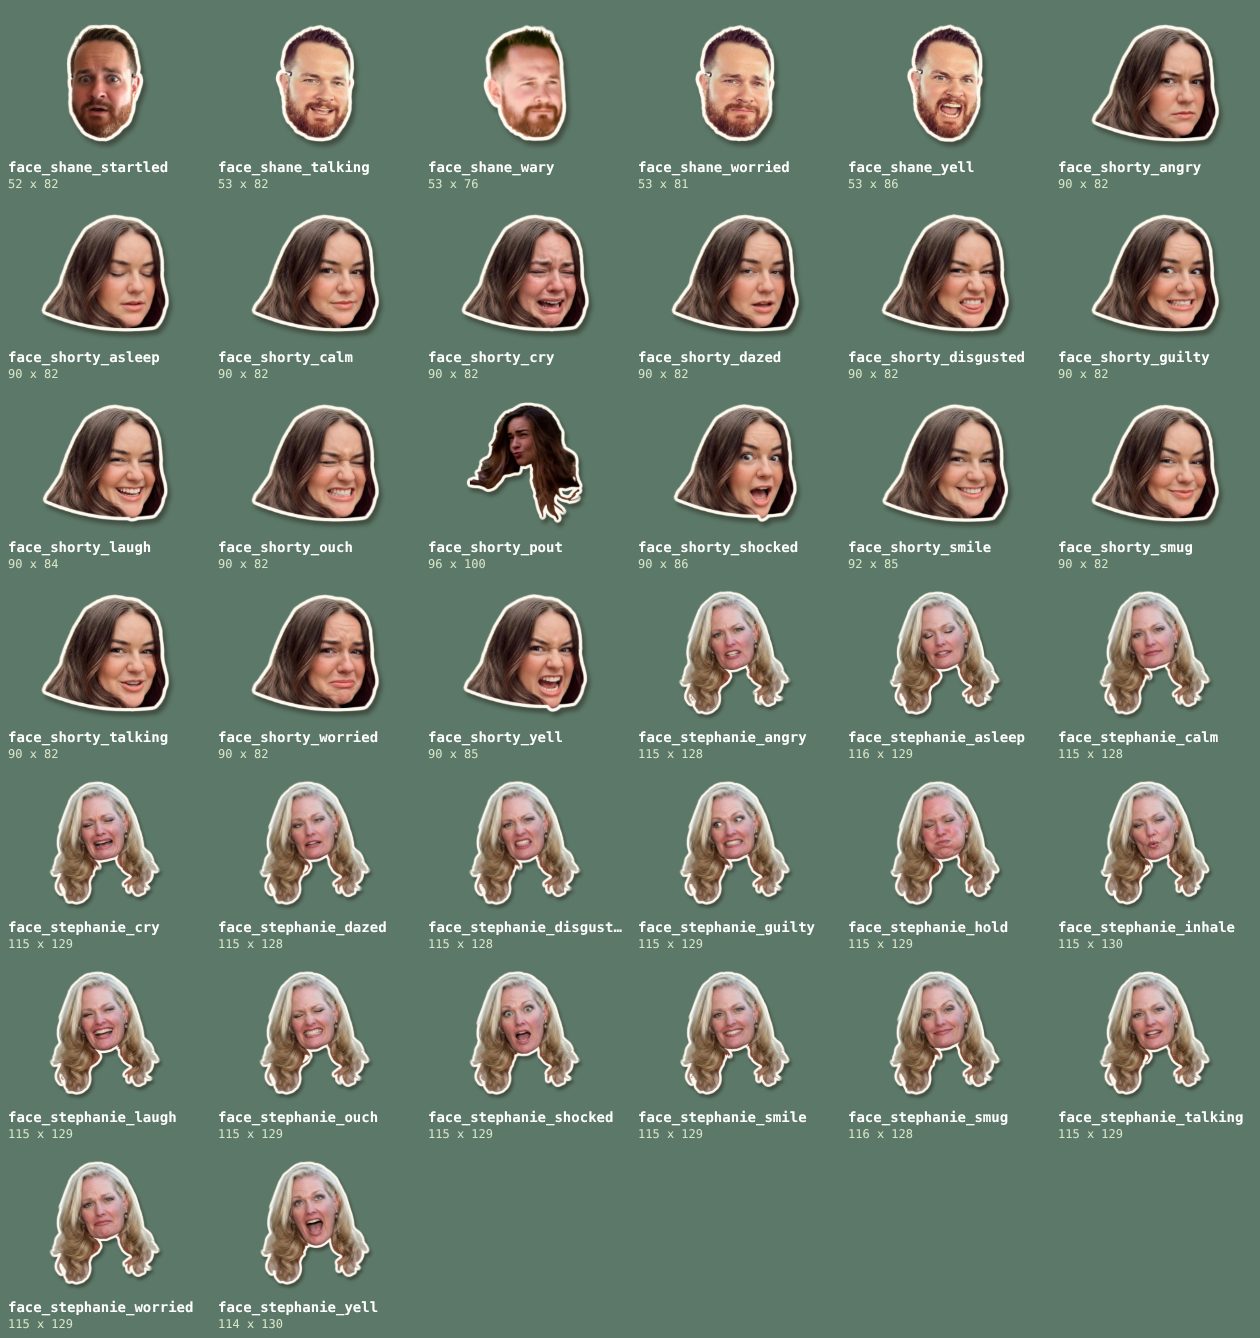 face_shane_startled
52 x 82
face_shane_talking
53 x 82
face_shane_wary
53 x 76
face_shane_worried
53 x 81
face_shane_yell
53 x 86
face_shorty_angry
90 x 82
face_shorty_asleep
90 x 82
face_shorty_calm
90 x 82
face_shorty_cry
90 x 82
face_shorty_dazed
90 x 82
face_shorty_disgusted
90 x 82
face_shorty_guilty
90 x 82
face_shorty_laugh
90 x 84
face_shorty_ouch
90 x 82
face_shorty_pout
96 x 100
face_shorty_shocked
90 x 86
face_shorty_smile
92 x 85
face_shorty_smug
90 x 82
face_shorty_talking
90 x 82
face_shorty_worried
90 x 82
face_shorty_yell
90 x 85
face_stephanie_angry
115 x 128
face_stephanie_asleep
116 x 129
face_stephanie_calm
115 x 128
face_stephanie_cry
115 x 129
face_stephanie_dazed
115 x 128
face_stephanie_disgust…
115 x 128
face_stephanie_guilty
115 x 129
face_stephanie_hold
115 x 129
face_stephanie_inhale
115 x 130
face_stephanie_laugh
115 x 129
face_stephanie_ouch
115 x 129
face_stephanie_shocked
115 x 129
face_stephanie_smile
115 x 129
face_stephanie_smug
116 x 128
face_stephanie_talking
115 x 129
face_stephanie_worried
115 x 129
face_stephanie_yell
114 x 130